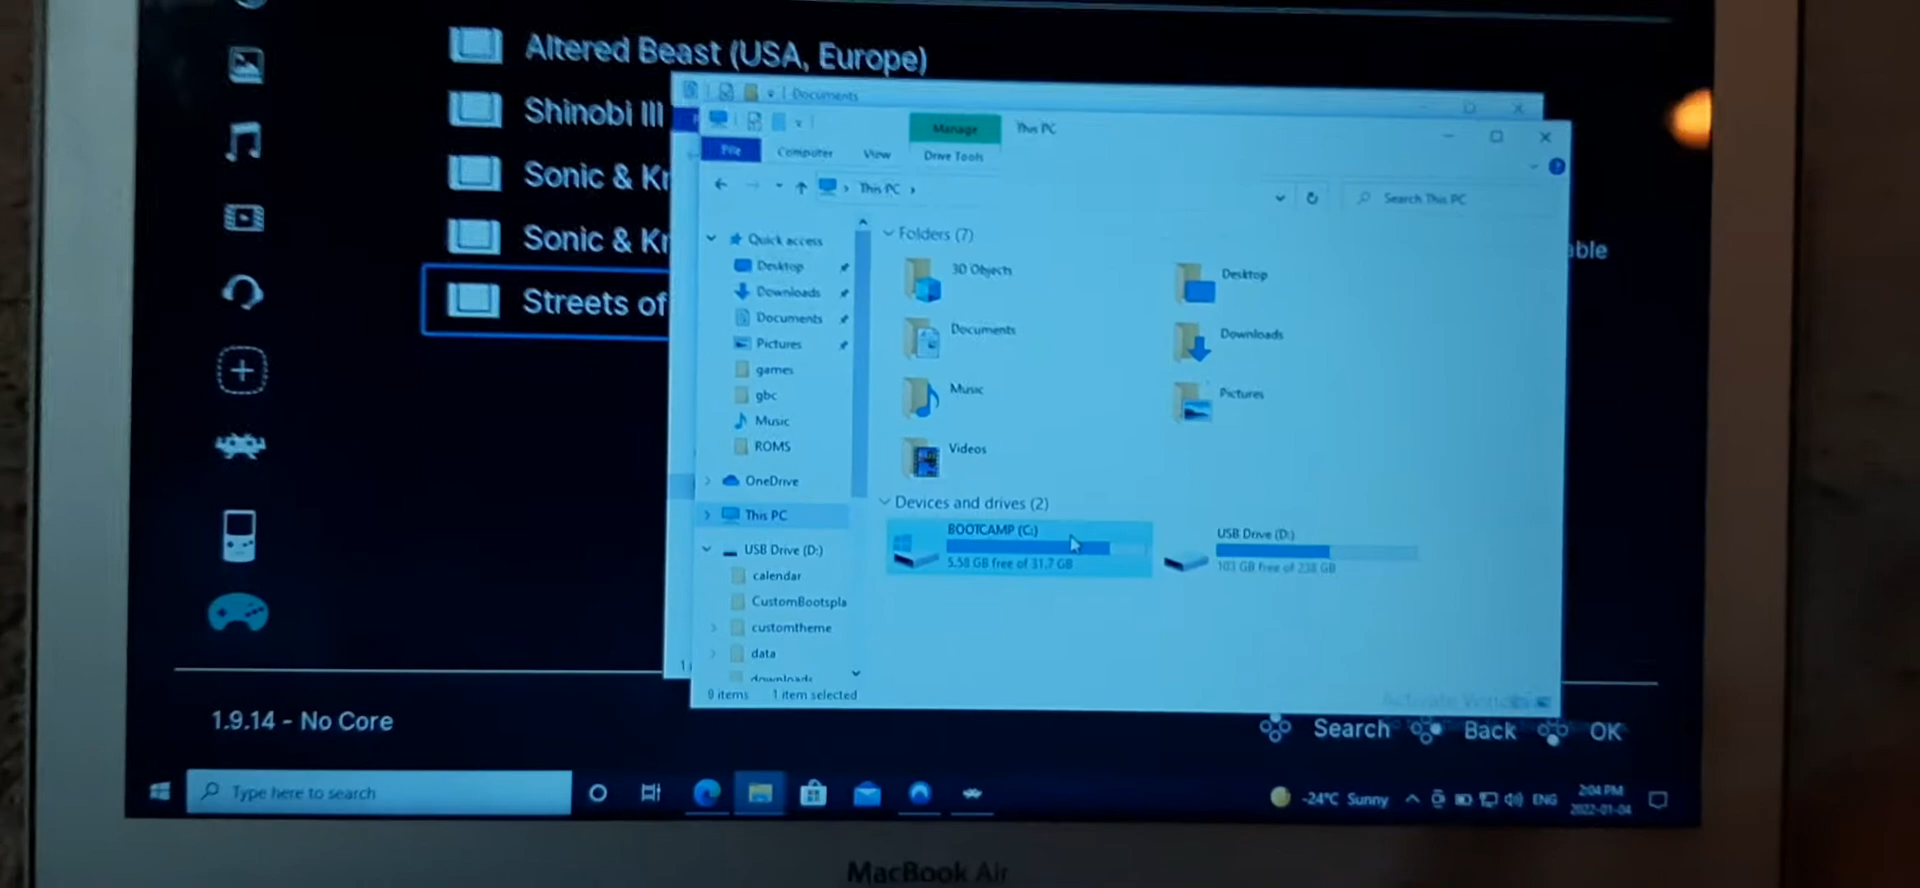 Altered Beast (USA, Europe)
Shinobi III
Sonic & Kr
Sonic & Kr
Streets of
able
Documents
Manage
This PC
File
Computer
View
Drive Tools
This PC
Search This PC
Quick access
Desktop
Downloads
Documents
Pictures
games
gbc
Music
ROMS
OneDrive
This PC
USB Drive (D:)
calendar
CustomBootspla
customtheme
data
downloads
Folders (7)
3D Objects
Desktop
Documents
Downloads
Music
Pictures
Videos
Devices and drives (2)
BOOTCAMP (C:)
5.58 GB free of 31.7 GB
USB Drive (D:)
103 GB free of 238 GB
9 items
1 item selected
Activate Windows
1.9.14 - No Core
Search
Back
OK
Type here to search
-24°C Sunny
ENG
2:04 PM
2022-01-04
MacBook Air